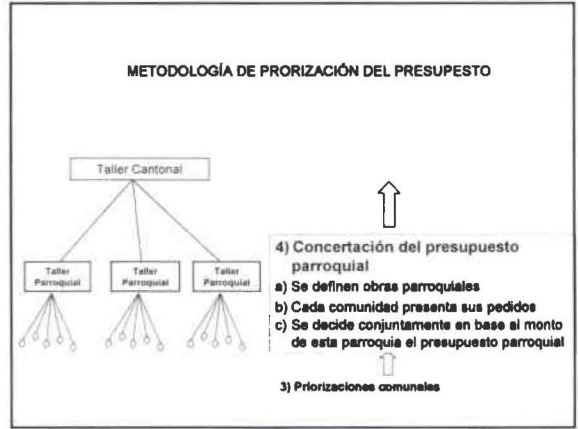 METODOLOGÍA DE PRORIZACIÓN DEL PRESUPESTO
Taller Cantonal
Taller
Parroquial
Taller
Parroquial
Taller
Parroquial
4) Concertación del presupuesto
parroquial
a) Se definen obras parroquiales
b) Cada comunidad presenta sus pedidos
c) Se decide conjuntamente en base al monto
de esta parroquia el presupuesto parroquial
3) Priorizaciones comunales